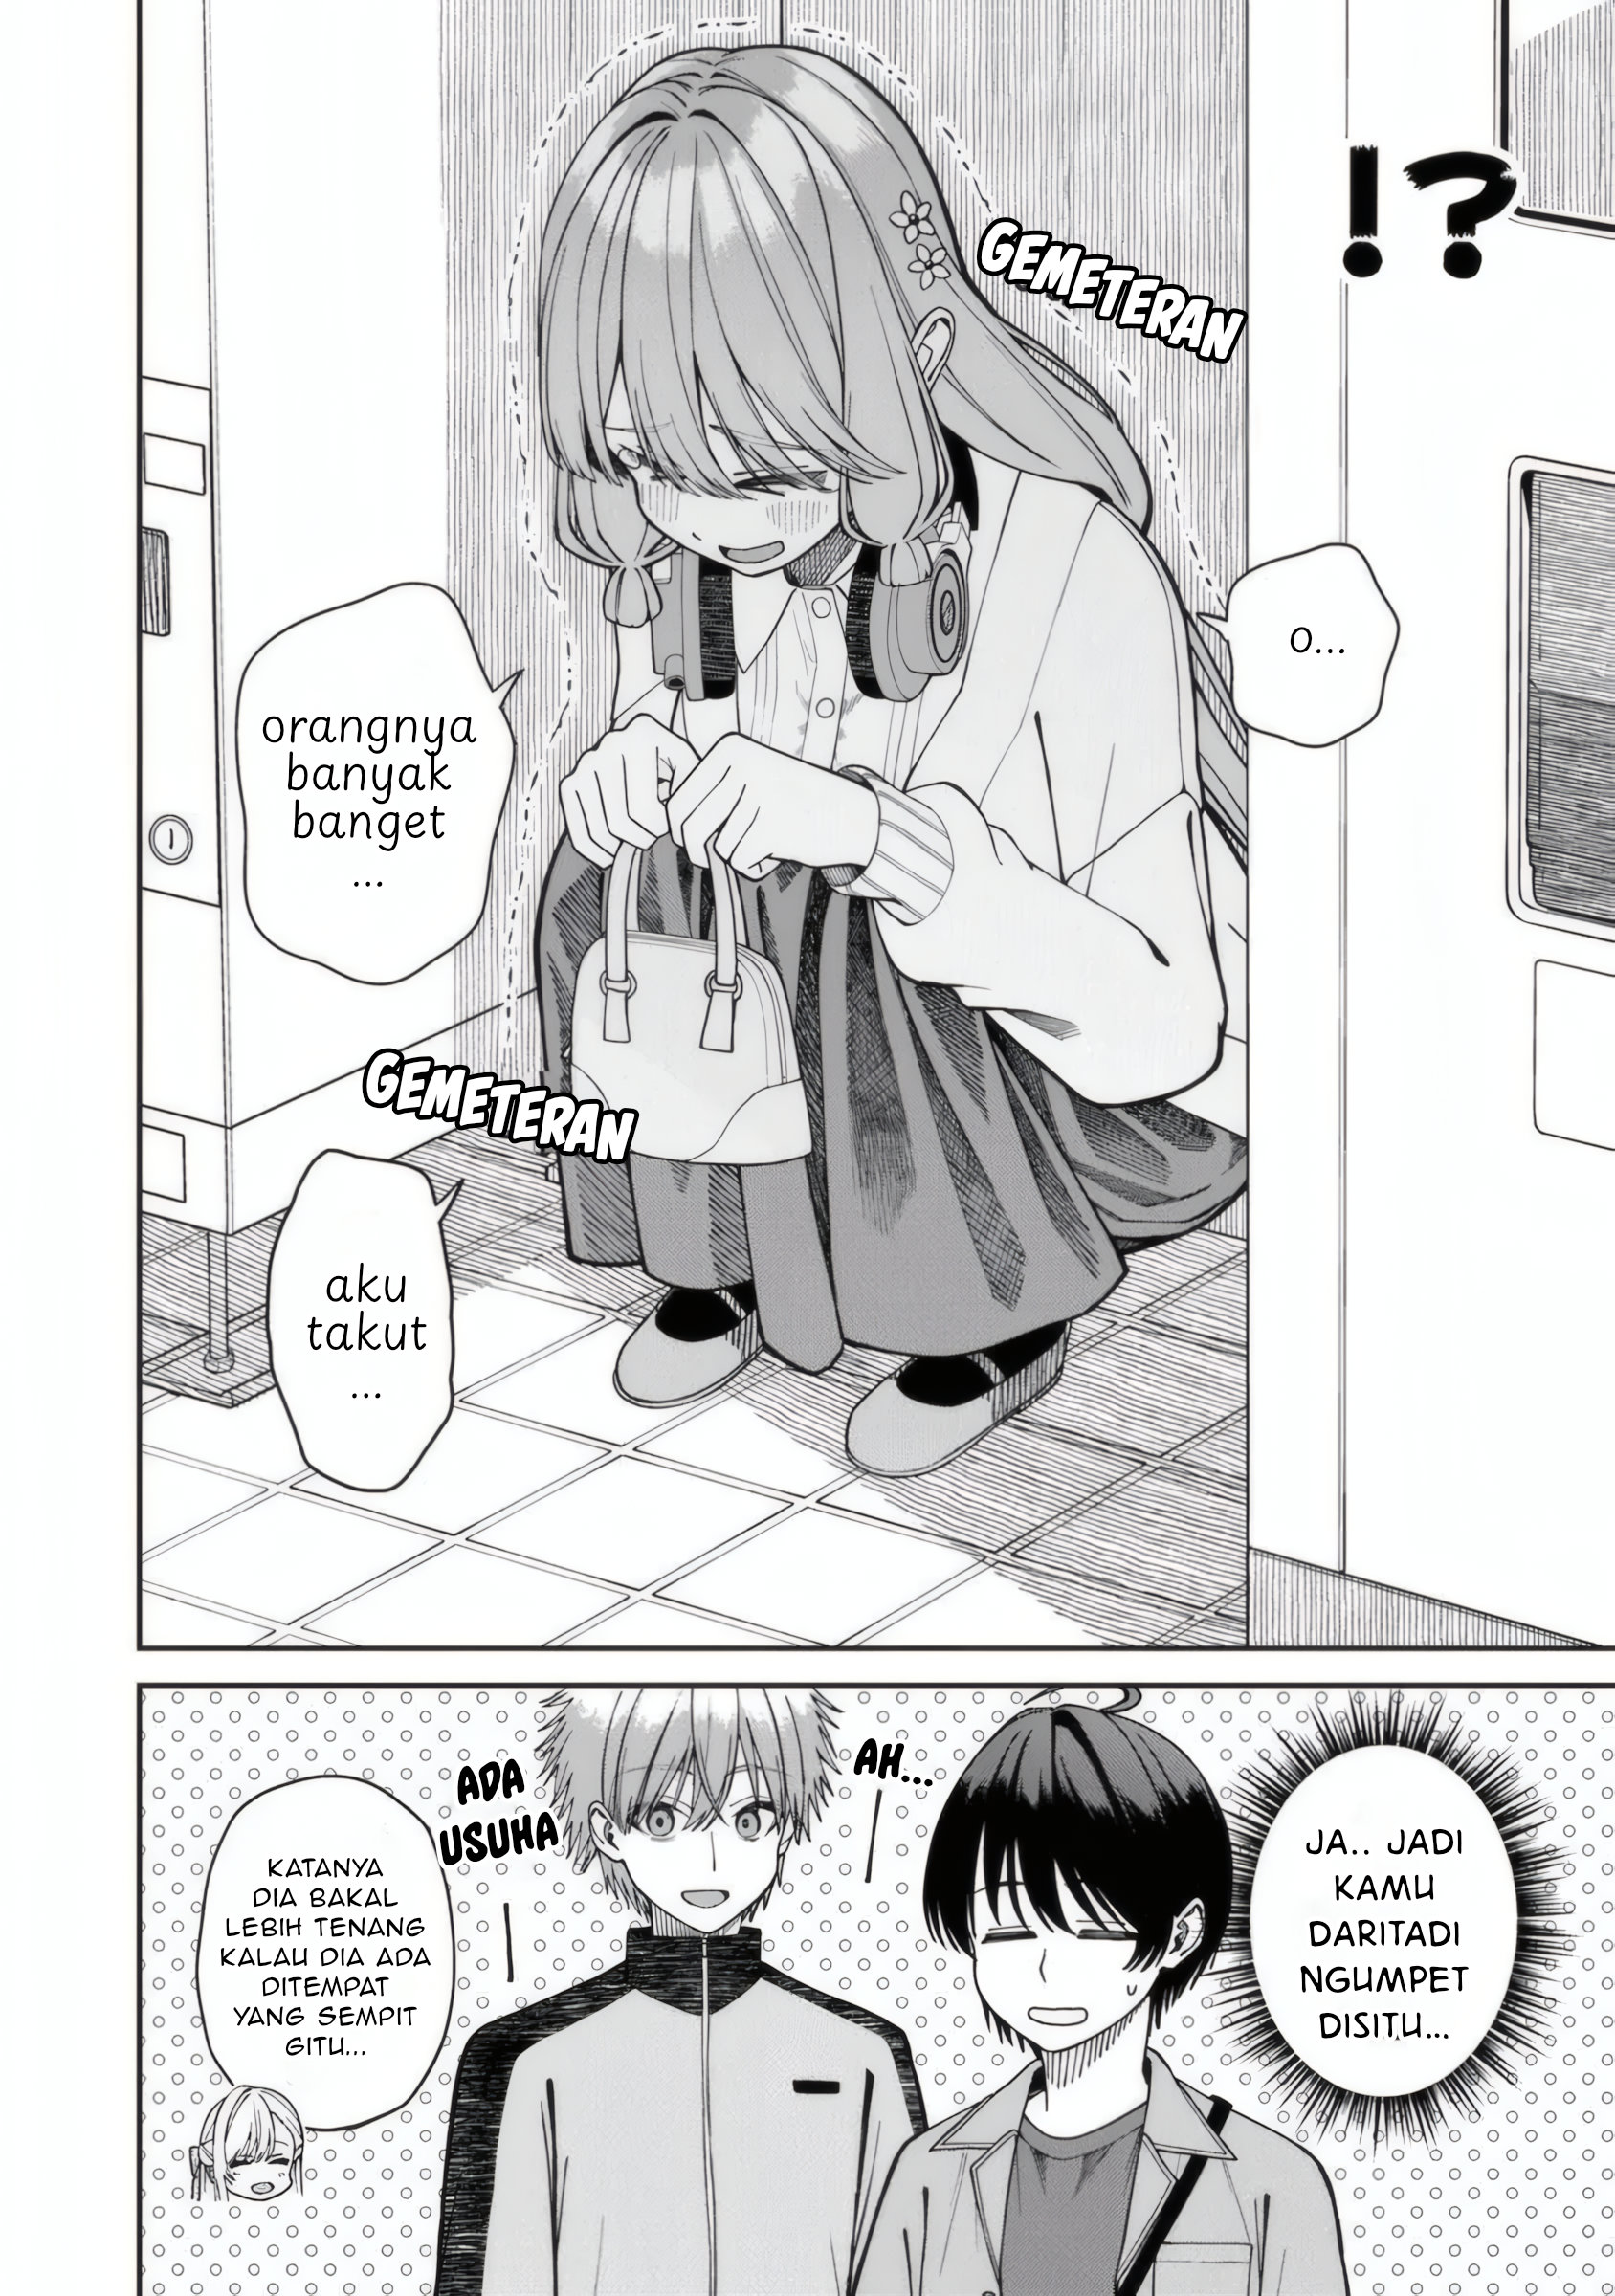 !?
GEMETERAN
o...
orangnya
banyak
banget
...
GEMETERAN
aku
takut
...
JA.. JADI
KAMU
DARITADI
NGUMPET
DISITU...
AH...
ADA
USUHA
KATANYA
DIA BAKAL
LEBIH TENANG
KALAU DIA ADA
DITEMPAT
YANG SEMPIT
GITU...